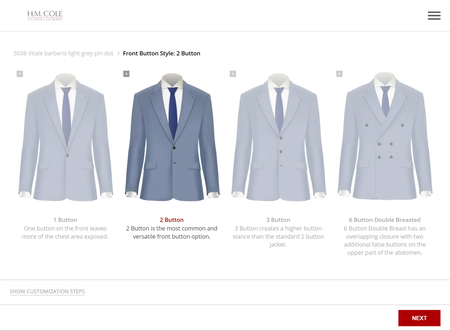 H.M. COLE
5036 Vitale barberis light grey pin dot > Front Button Style: 2 Button
1 Button
One button on the front leaves
more of the chest area exposed.
2 Button
2 Button is the most common and
versatile front button option.
3 Button
3 Button creates a higher button
stance than the standard 2 button
jacket.
6 Button Double Breasted
6 Button Double Breast has an
overlapping closure with two
additional false buttons on the
upper part of the abdomen.
SHOW CUSTOMIZATION STEPS
NEXT